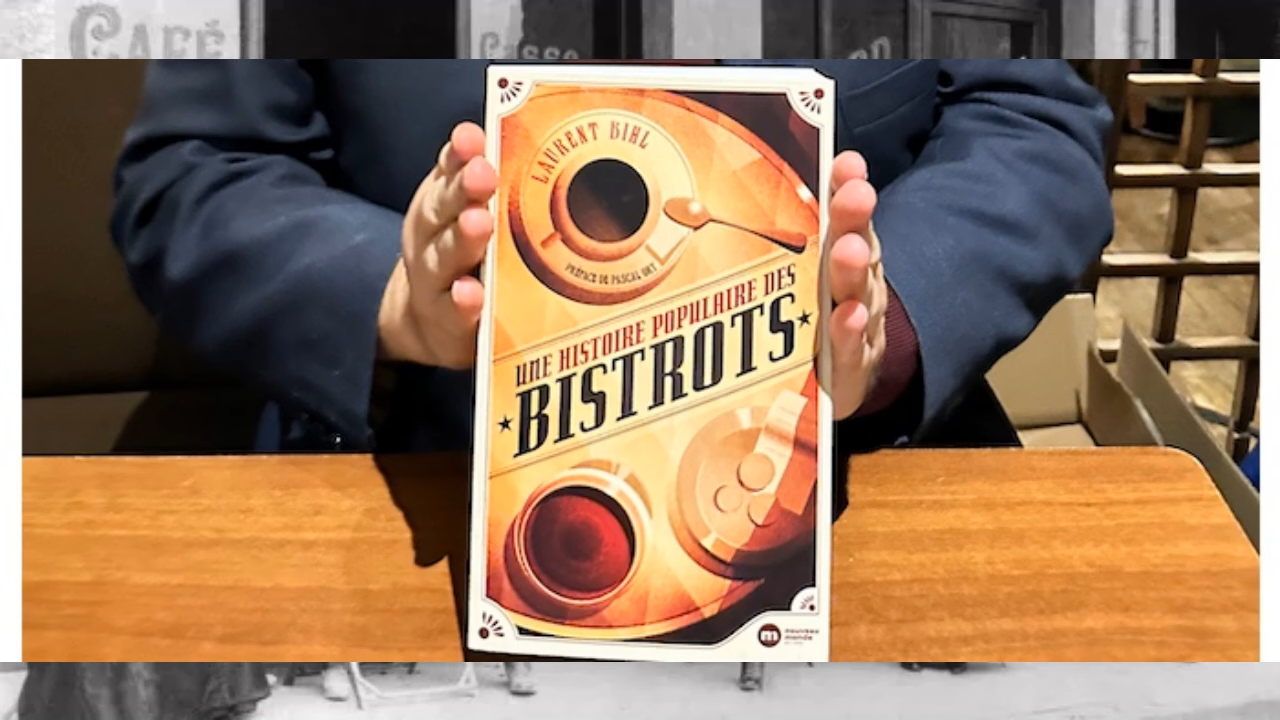 CAFÉ
LAURENT BIHL
PRÉFACE DE PASCAL ORY
UNE HISTOIRE POPULAIRE DES
BISTROTS
m nouveau
monde